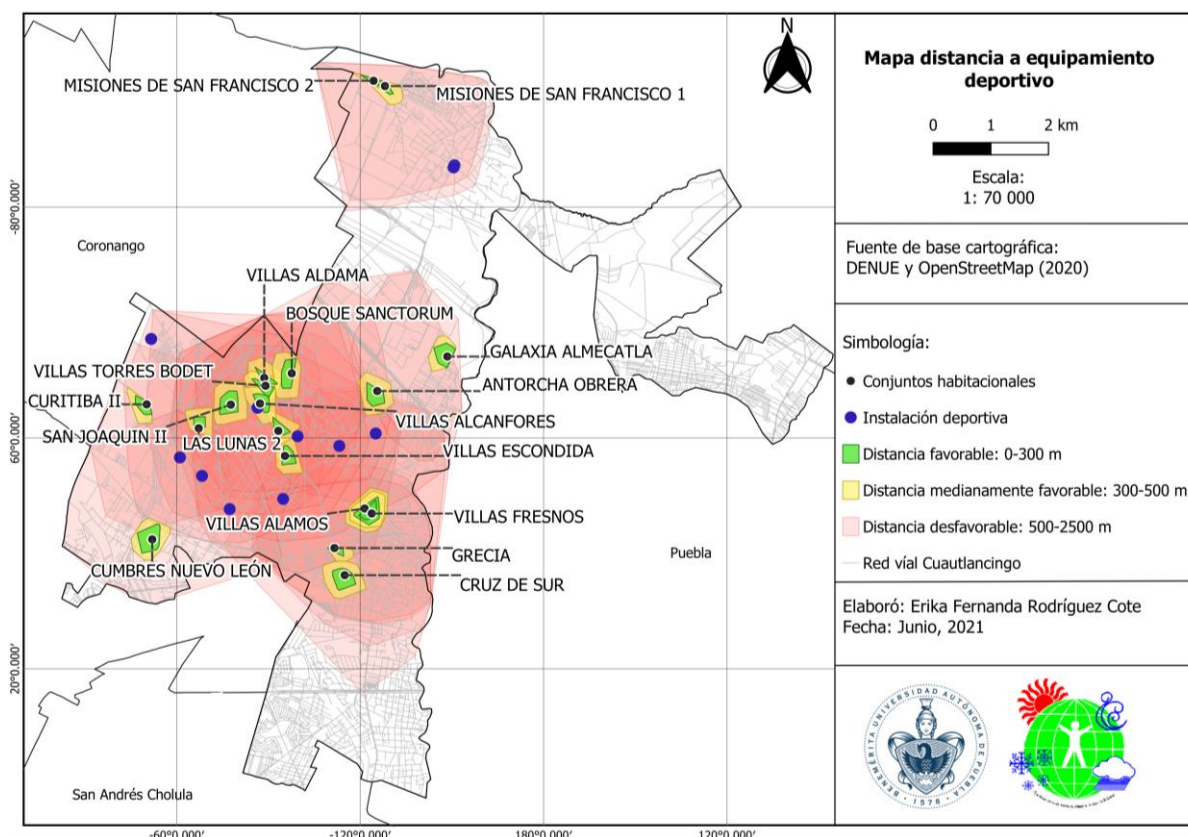 MISIONES DE SAN FRANCISCO 2
MISIONES DE SAN FRANCISCO 1
N
-80°0.000'
Coronango
VILLAS ALDAMA
BOSQUE SANCTORUM
GALAXIA ALMECATLA
VILLAS TORRES BODET
ANTORCHA OBRERA
CURITIBA II
VILLAS ALCANFORES
SAN JOAQUIN II
LAS LUNAS 2
60°0.000'
VILLAS ESCONDIDA
VILLAS ALAMOS
VILLAS FRESNOS
GRECIA
Puebla
CUMBRES NUEVO LEÓN
CRUZ DE SUR
20°0.000'
San Andrés Cholula
-60°0.000'
-120°0.000'
180°0.000'
120°0.000'
Mapa distancia a equipamiento
deportivo
0 1 2 km
Escala:
1: 70 000
Fuente de base cartográfica:
DENUE y OpenStreetMap (2020)
Simbología:
Conjuntos habitacionales
Instalación deportiva
Distancia favorable: 0-300 m
Distancia medianamente favorable: 300-500 m
Distancia desfavorable: 500-2500 m
Red víal Cuautlancingo
Elaboró: Erika Fernanda Rodríguez Cote
Fecha: Junio, 2021
BENEMÉRITA UNIVERSIDAD AUTÓNOMA DE PUEBLA
1578